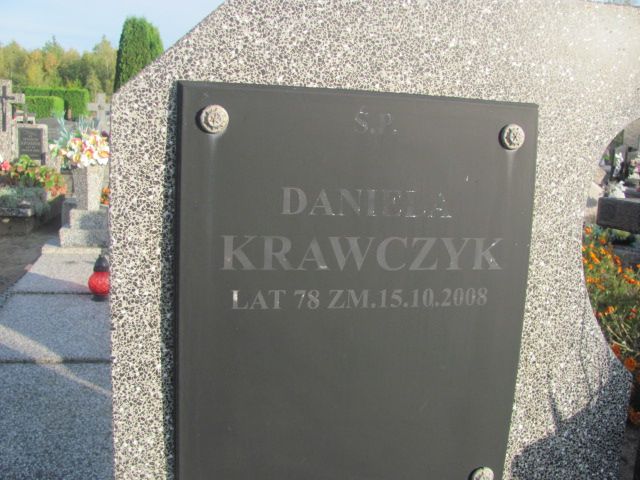 Ś.P.
DANIELA
KRAWCZYK
LAT 78 ZM.15.10.2008